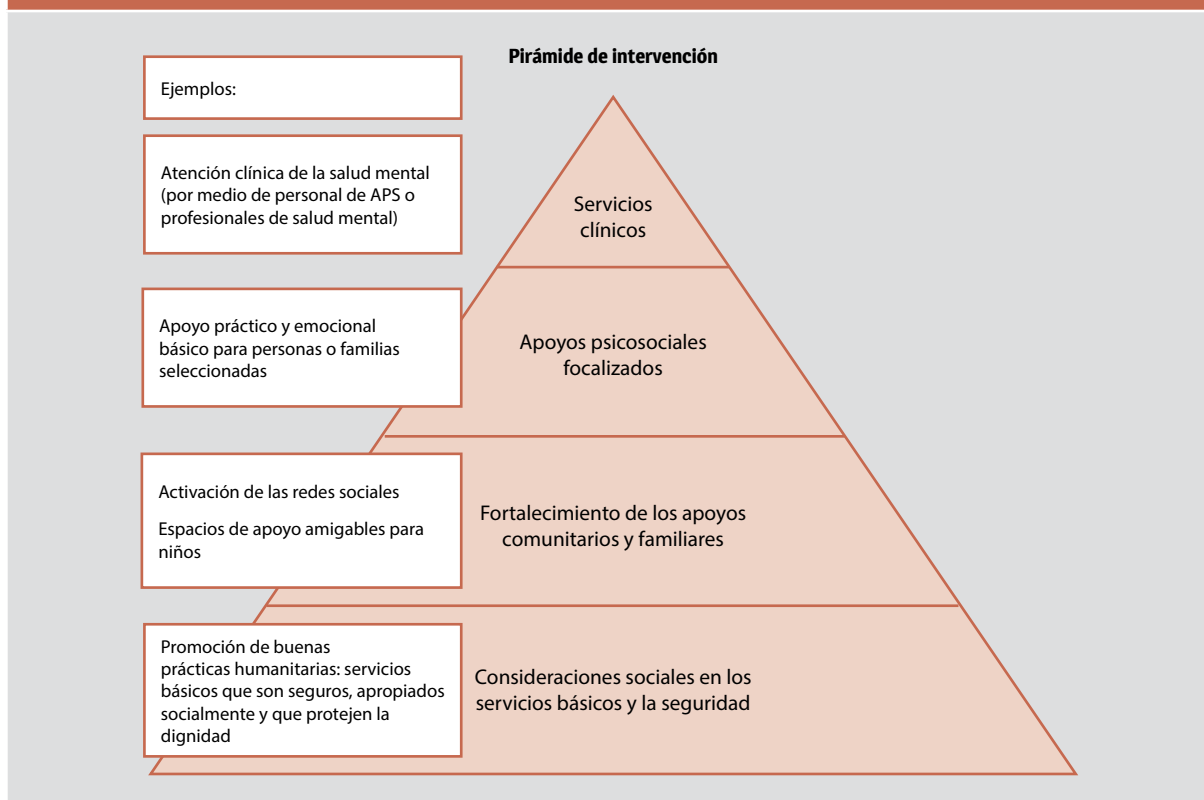 Pirámide de intervención
Ejemplos:
Atención clínica de la salud mental
(por medio de personal de APS o
profesionales de salud mental)
Servicios
clínicos
Apoyo práctico y emocional
básico para personas o familias
seleccionadas
Apoyos psicosociales
focalizados
Activación de las redes sociales
Espacios de apoyo amigables para
niños
Fortalecimiento de los apoyos
comunitarios y familiares
Promoción de buenas
prácticas humanitarias: servicios
básicos que son seguros, apropiados
socialmente y que protejen la
dignidad
Consideraciones sociales en los
servicios básicos y la seguridad